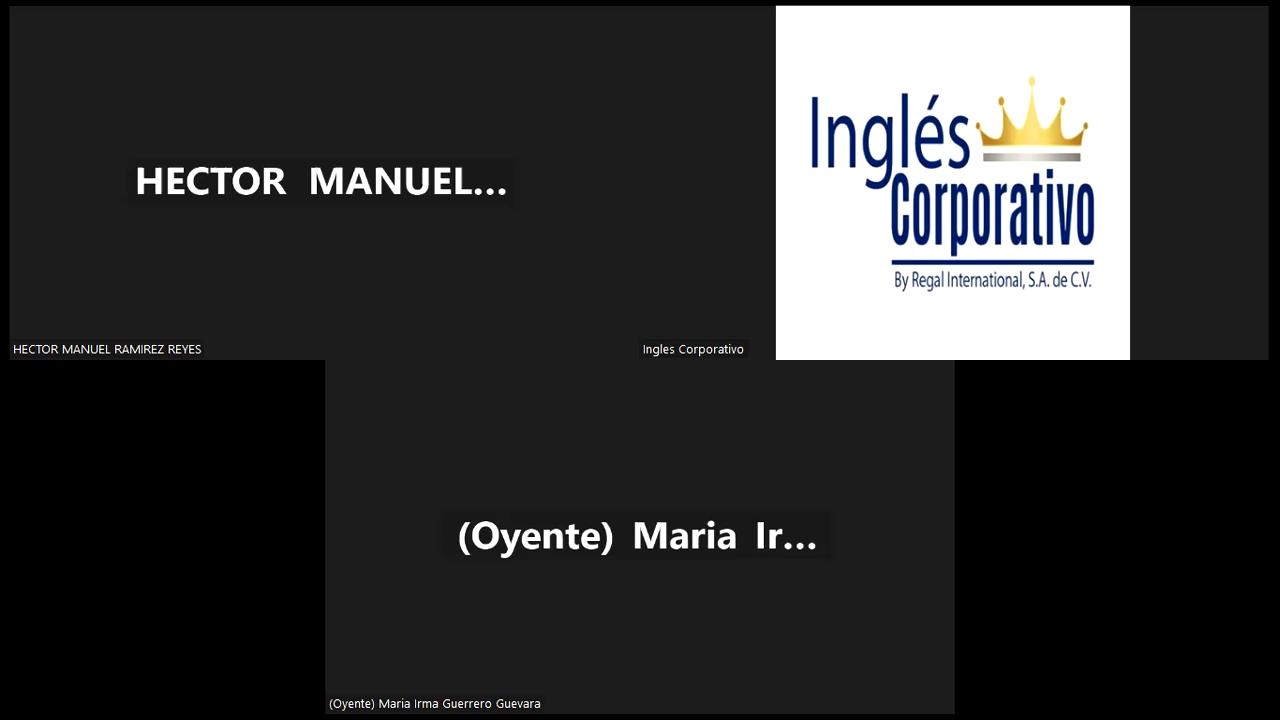 HECTOR MANUEL...
HECTOR MANUEL RAMIREZ REYES
Inglés
Corporativo
By Regal International, S.A. de C.V.
Ingles Corporativo
(Oyente) Maria Ir...
(Oyente) Maria Irma Guerrero Guevara